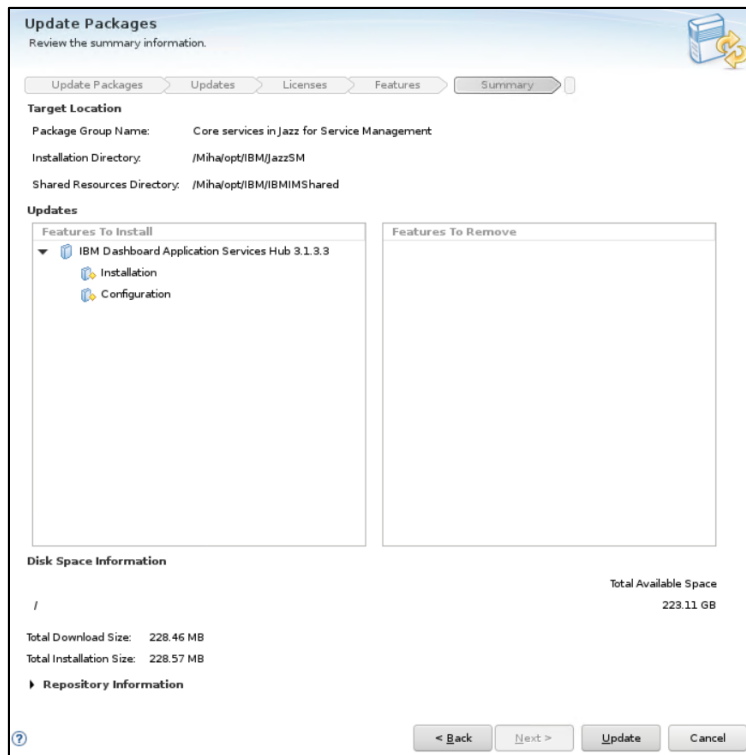 Update Packages
Review the summary information.
Update Packages Updates Licenses Features Summary
Target Location
Package Group Name: Core services in Jazz for Service Management
Installation Directory: /Miha/opt/IBM/JazzSM
Shared Resources Directory: /Miha/opt/IBM/IBMIMShared
Updates
Features To Install
IBM Dashboard Application Services Hub 3.1.3.3
Installation
Configuration
Features To Remove
Disk Space Information
Total Available Space
/ 223.11 GB
Total Download Size: 228.46 MB
Total Installation Size: 228.57 MB
Repository Information
? < Back Next > Update Cancel